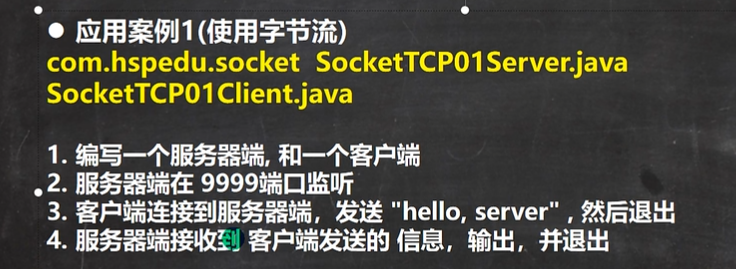 ● 应用案例1(使用字节流)
com.hspedu.socket SocketTCP01Server.java
SocketTCP01Client.java
1. 编写一个服务器端, 和一个客户端
2. 服务器端在 9999端口监听
3. 客户端连接到服务器端，发送 "hello, server" , 然后退出
4. 服务器端接收到 客户端发送的 信息，输出，并退出